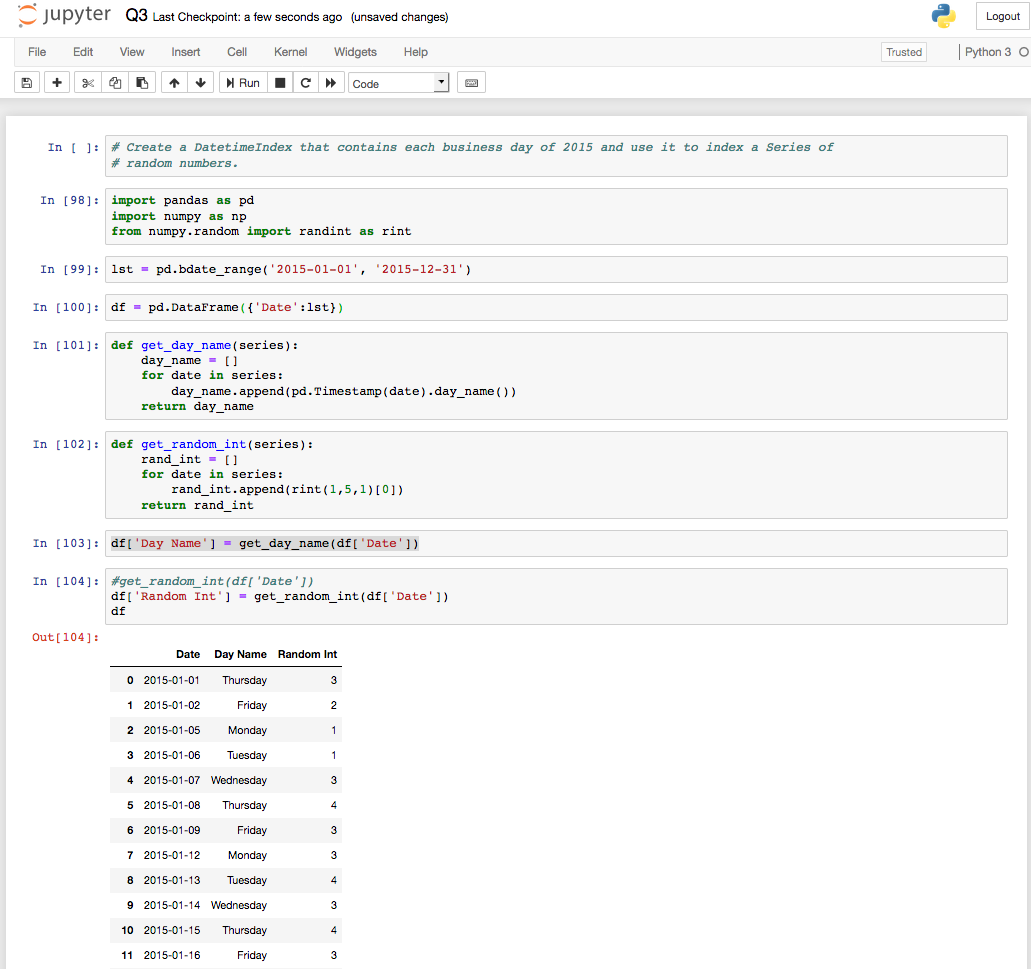 jupyter Q3 Last Checkpoint: a few seconds ago (unsaved changes) Logout
File Edit View Insert Cell Kernel Widgets Help Trusted Python 3
Run Code
In [ ]: # Create a DatetimeIndex that contains each business day of 2015 and use it to index a Series of
# random numbers.
In [98]: import pandas as pd
import numpy as np
from numpy.random import randint as rint
In [99]: lst = pd.bdate_range('2015-01-01', '2015-12-31')
In [100]: df = pd.DataFrame({'Date':lst})
In [101]: def get_day_name(series):
    day_name = []
    for date in series:
        day_name.append(pd.Timestamp(date).day_name())
    return day_name
In [102]: def get_random_int(series):
    rand_int = []
    for date in series:
        rand_int.append(rint(1,5,1)[0])
    return rand_int
In [103]: df['Day Name'] = get_day_name(df['Date'])
In [104]: #get_random_int(df['Date'])
df['Random Int'] = get_random_int(df['Date'])
df
Out[104]:
Date Day Name Random Int
0 2015-01-01 Thursday 3
1 2015-01-02 Friday 2
2 2015-01-05 Monday 1
3 2015-01-06 Tuesday 1
4 2015-01-07 Wednesday 3
5 2015-01-08 Thursday 4
6 2015-01-09 Friday 3
7 2015-01-12 Monday 3
8 2015-01-13 Tuesday 4
9 2015-01-14 Wednesday 3
10 2015-01-15 Thursday 4
11 2015-01-16 Friday 3